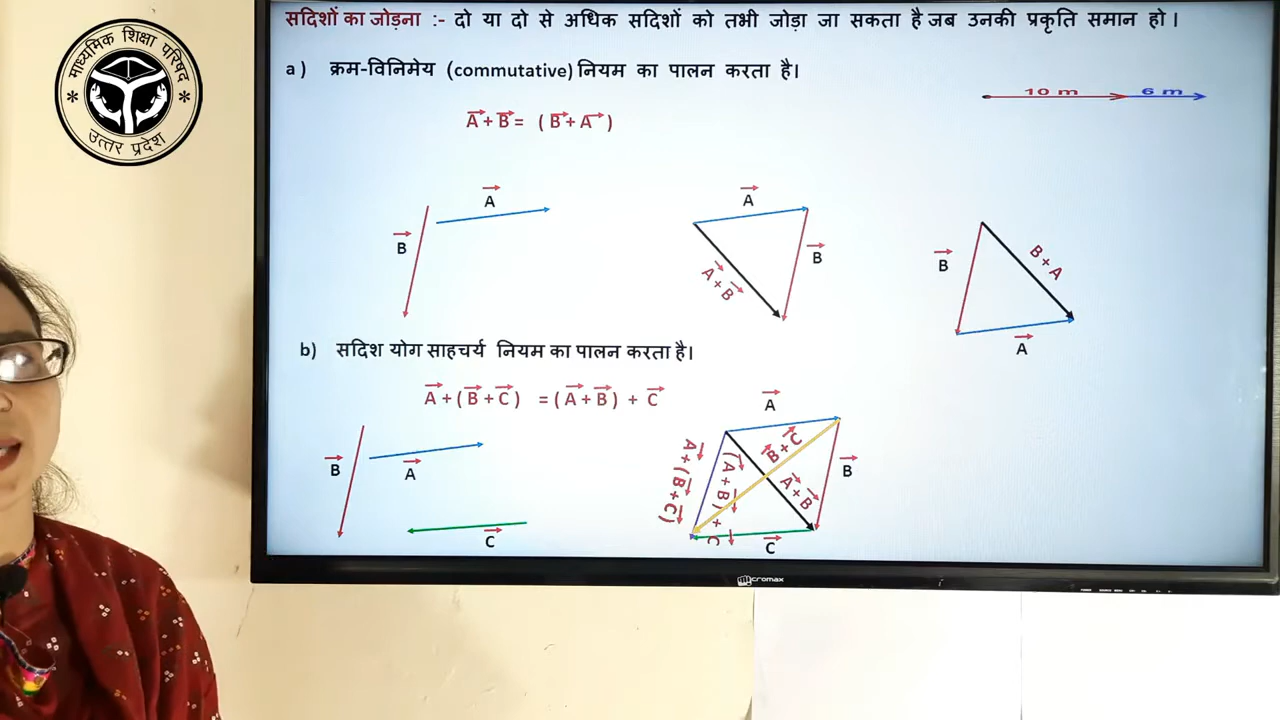 माध्यमिक शिक्षा परिषद
उत्तर प्रदेश
सदिशों का जोड़ना :- दो या दो से अधिक सदिशों को तभी जोड़ा जा सकता है जब उनकी प्रकृति समान हो ।
a) क्रम-विनिमेय (commutative) नियम का पालन करता है।
10 m 6 m
A + B = ( B + A )
A
B
A
B
A + B
B
B + A
A
b) सदिश योग साहचर्य नियम का पालन करता है।
A + ( B + C ) = ( A + B ) + C
B
A
C
A
B + C
B
A + B
A + ( B + C )
( A + B ) + C
C
cromax